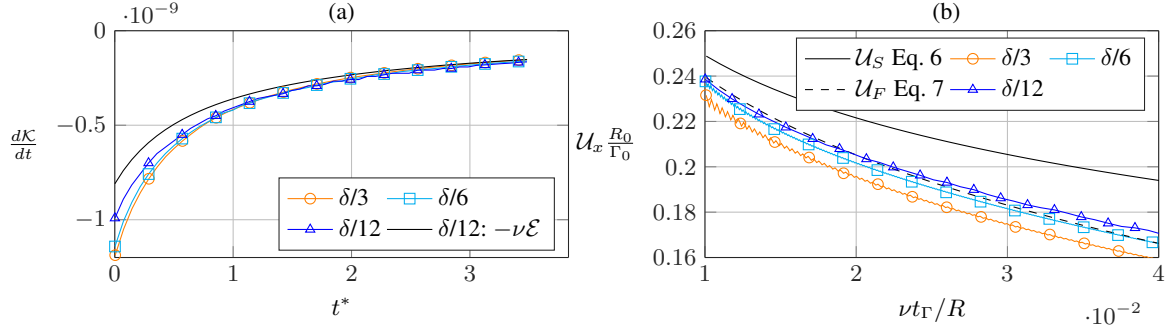 (a)
·10⁻⁹
0
−0.5
−1
dK/dt
δ/3
δ/6
δ/12
δ/12: −νℰ
0
1
2
3
t*
(b)
0.26
0.24
0.22
0.2
0.18
0.16
𝒰ₓ R₀/Γ₀
𝒰_S Eq. 6
δ/3
δ/6
𝒰_F Eq. 7
δ/12
1
2
3
4
νt_Γ/R
·10⁻²